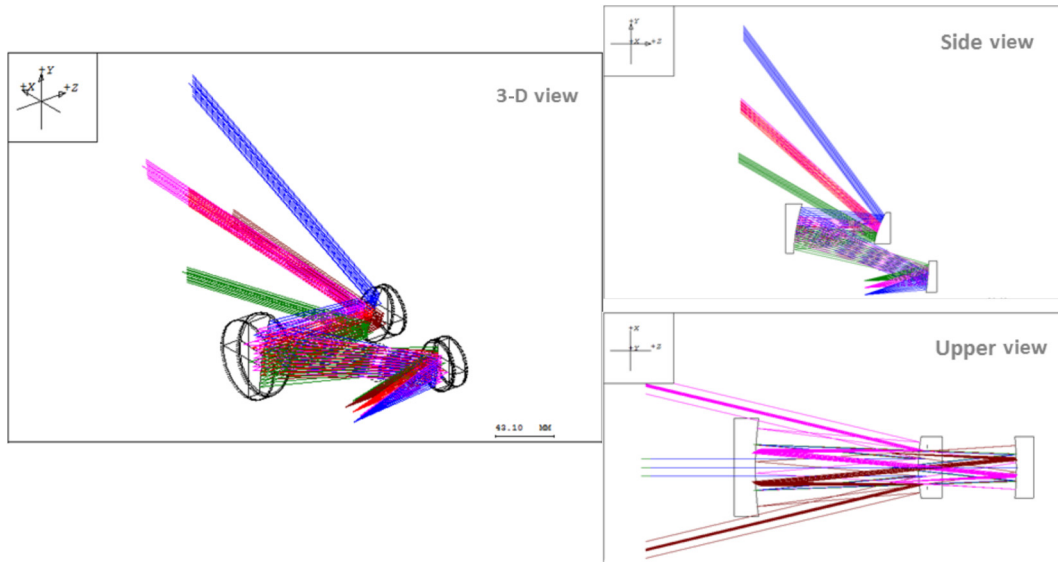 +Y
+X
+Z
3-D view
43.10 MM
+Y
X
+Z
Side view
X
Y
+Z
Upper view